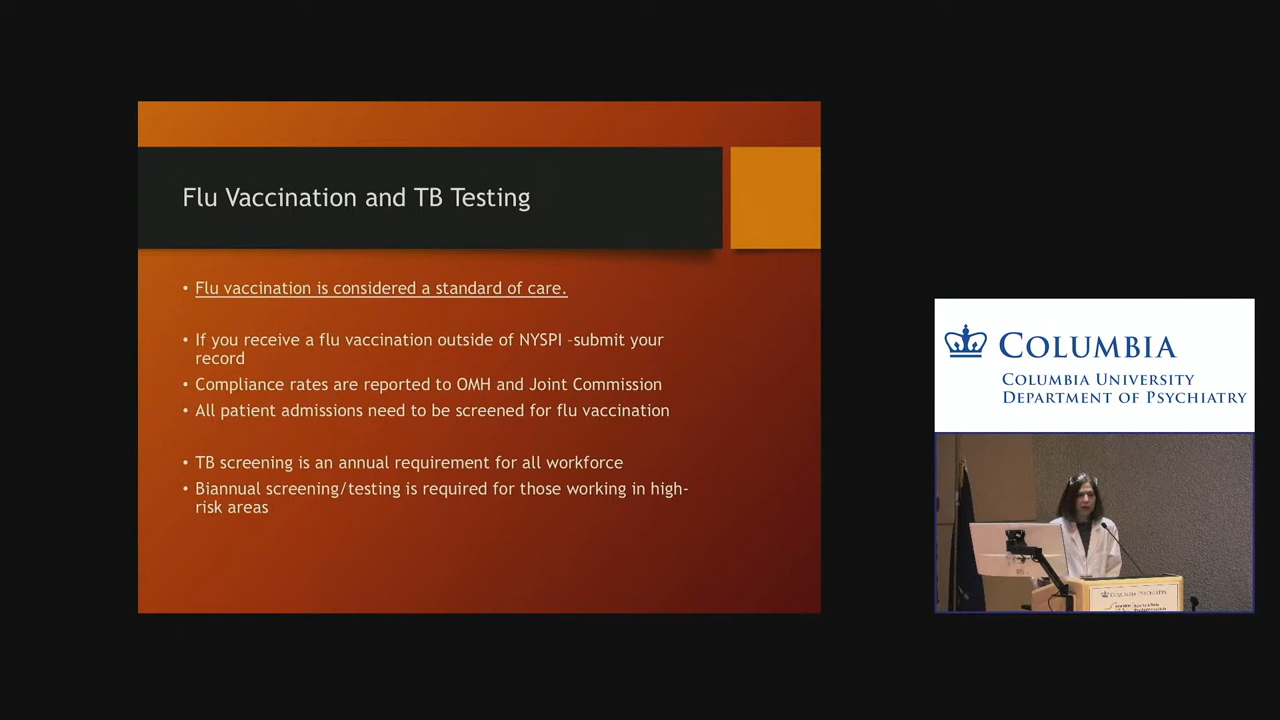 Flu Vaccination and TB Testing
• Flu vaccination is considered a standard of care.
• If you receive a flu vaccination outside of NYSPI –submit your
record
• Compliance rates are reported to OMH and Joint Commission
• All patient admissions need to be screened for flu vaccination
• TB screening is an annual requirement for all workforce
• Biannual screening/testing is required for those working in high-
risk areas
COLUMBIA
COLUMBIA UNIVERSITY
DEPARTMENT OF PSYCHIATRY
COLUMBIA PSYCHIATRY